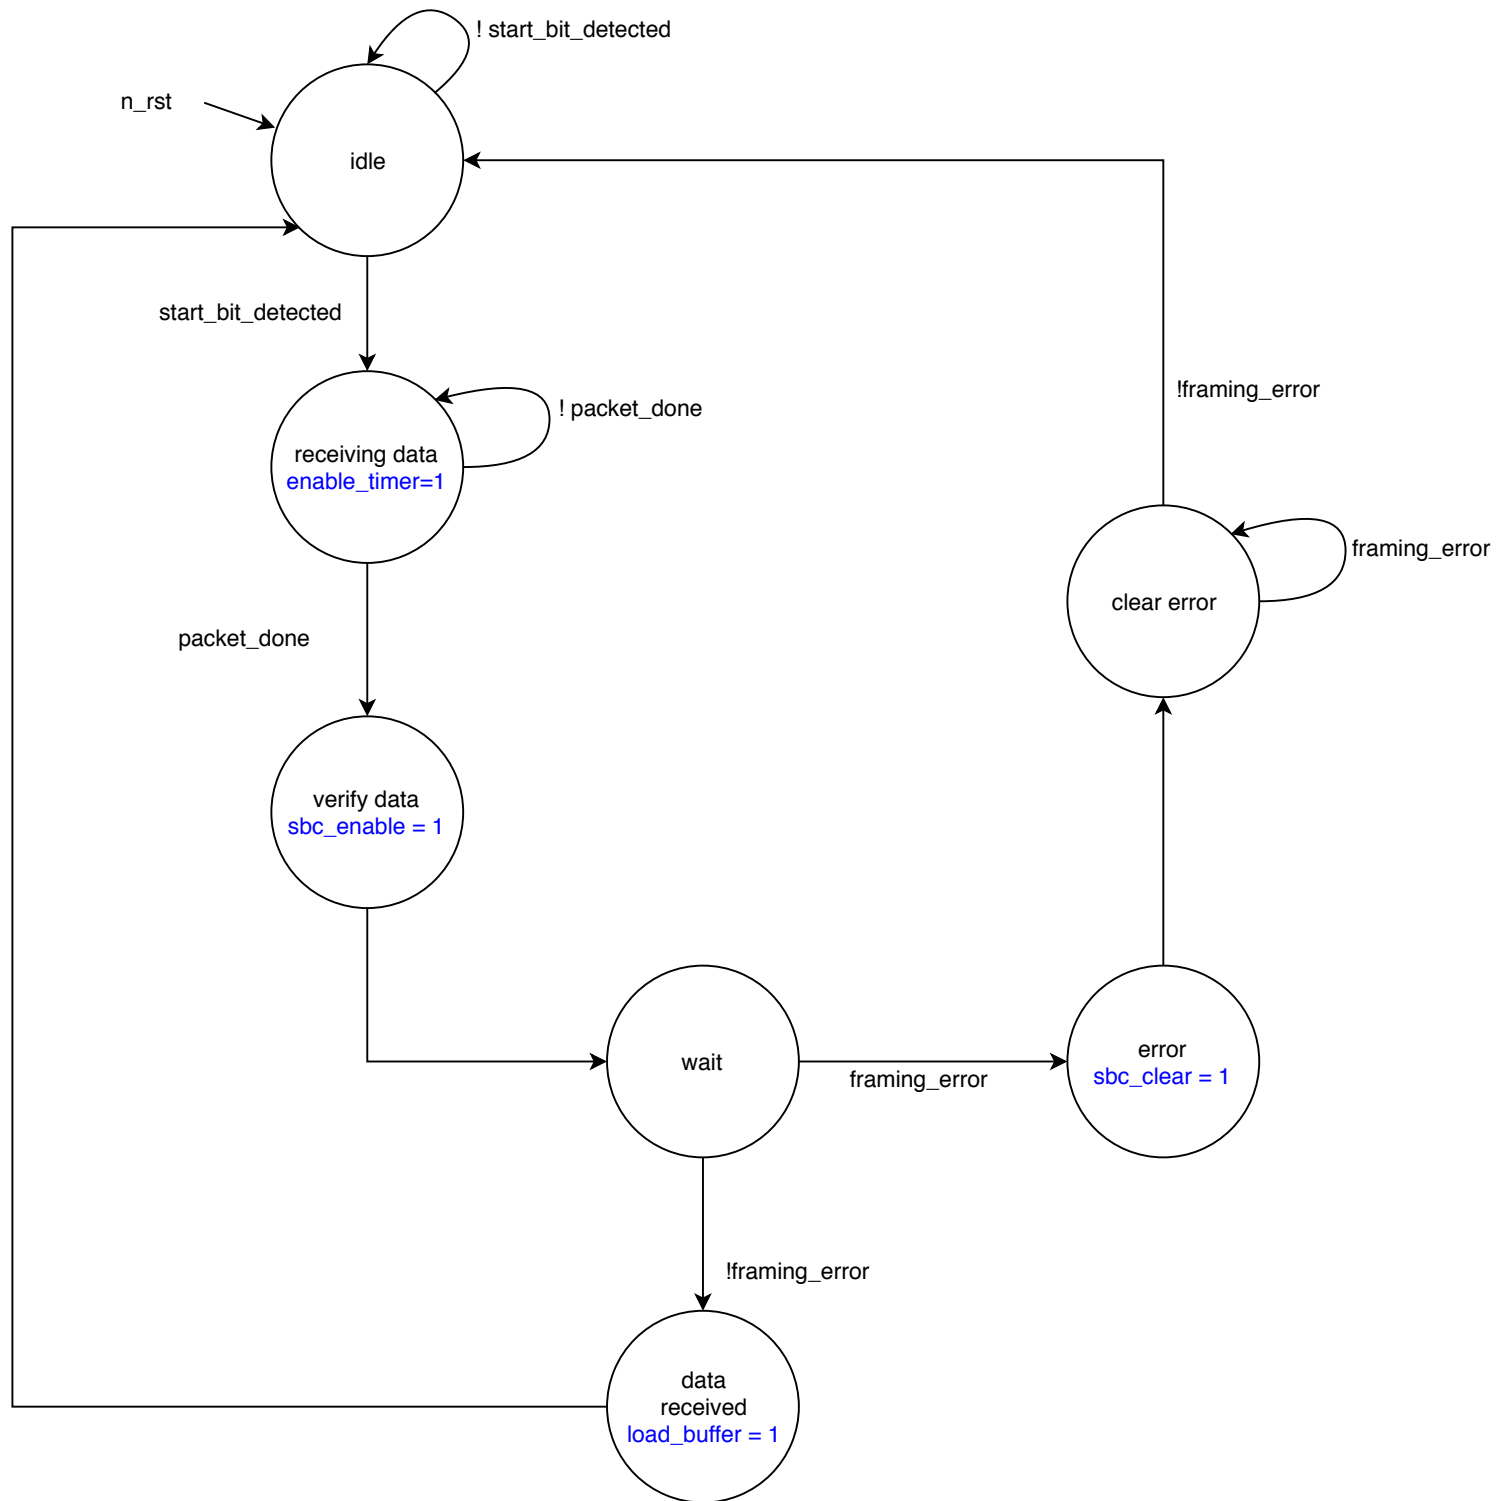 ! start_bit_detected
n_rst
idle
start_bit_detected
!framing_error
! packet_done
receiving data
enable_timer=1
framing_error
clear error
packet_done
verify data
sbc_enable = 1
wait
framing_error
error
sbc_clear = 1
!framing_error
data
received
load_buffer = 1